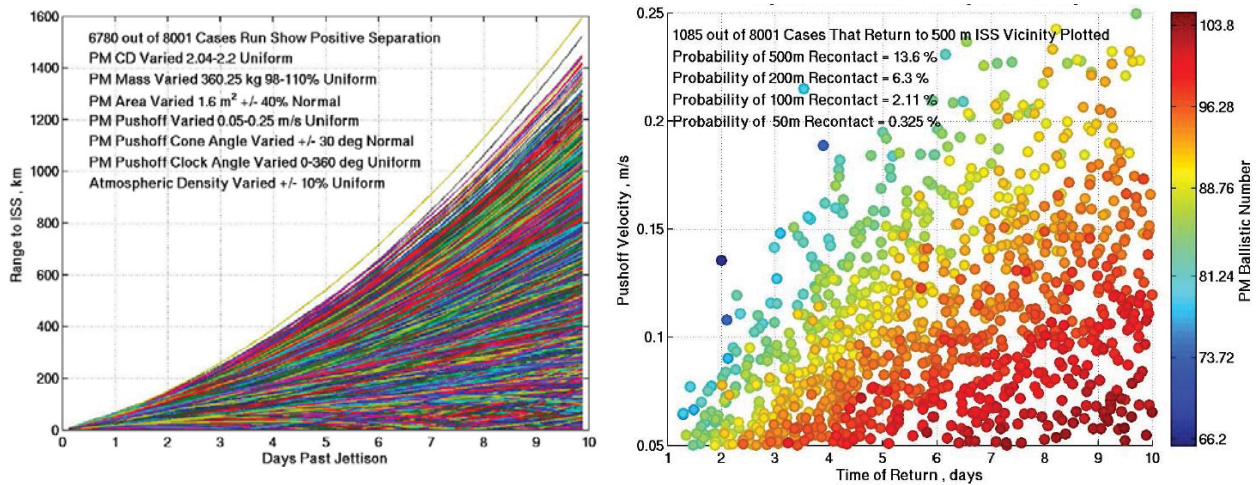 6780 out of 8001 Cases Run Show Positive Separation
PM CD Varied 2.04-2.2 Uniform
PM Mass Varied 360.25 kg 98-110% Uniform
PM Area Varied 1.6 m² +/- 40% Normal
PM Pushoff Varied 0.05-0.25 m/s Uniform
PM Pushoff Cone Angle Varied +/- 30 deg Normal
PM Pushoff Clock Angle Varied 0-360 deg Uniform
Atmospheric Density Varied +/- 10% Uniform
Range to ISS , km
1600
1400
1200
1000
800
600
400
200
0
0 1 2 3 4 5 6 7 8 9 10
Days Past Jettison
1085 out of 8001 Cases That Return to 500 m ISS Vicinity Plotted
Probability of 500m Recontact = 13.6 %
Probability of 200m Recontact = 6.3 %
Probability of 100m Recontact = 2.11 %
Probability of 50m Recontact = 0.325 %
Pushoff Velocity , m/s
0.25
0.2
0.15
0.1
0.05
1 2 3 4 5 6 7 8 9 10
Time of Return , days
103.8
96.28
88.76
81.24
73.72
66.2
PM Ballistic Number